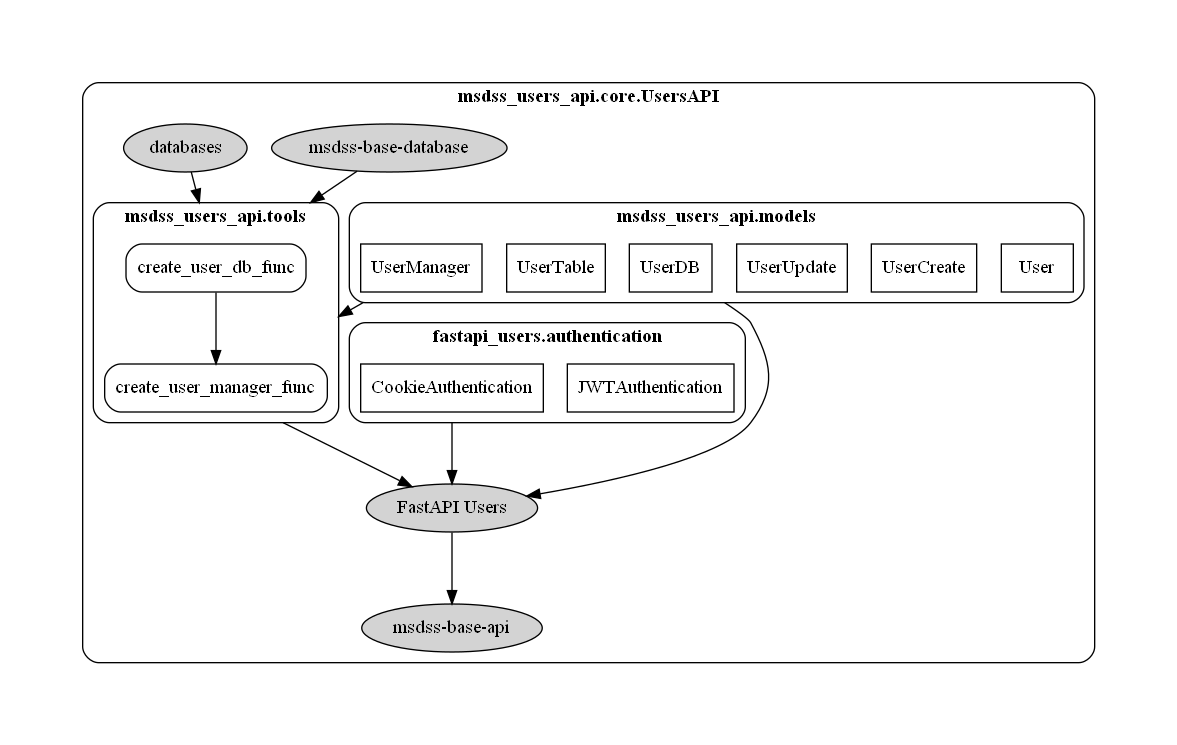 msdss_users_api.core.UsersAPI
databases
msdss-base-database
msdss_users_api.tools
msdss_users_api.models
create_user_db_func
UserManager
UserTable
UserDB
UserUpdate
UserCreate
User
fastapi_users.authentication
create_user_manager_func
CookieAuthentication
JWTAuthentication
FastAPI Users
msdss-base-api